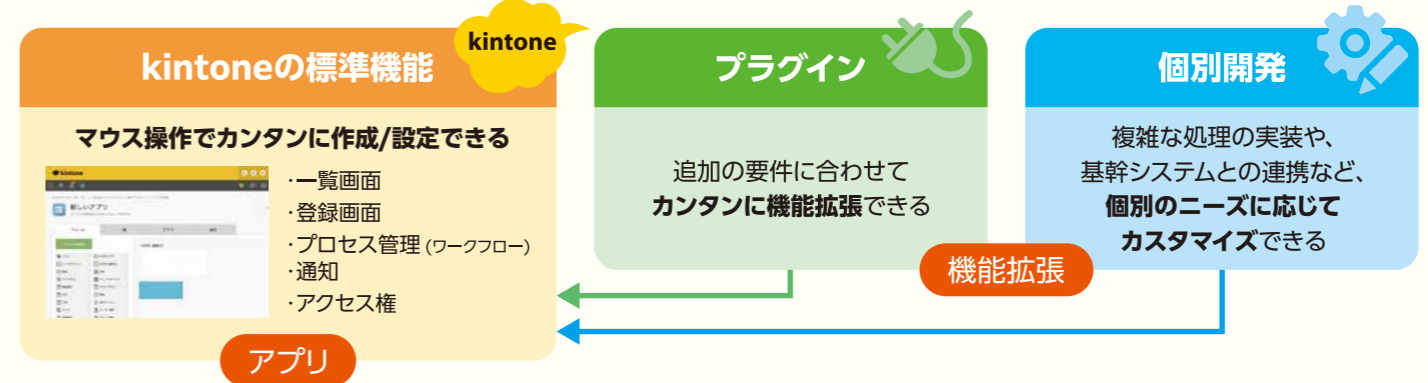 kintoneの標準機能
kintone
マウス操作でカンタンに作成/設定できる
kintone
新しいアプリ
・一覧画面
・登録画面
・プロセス管理 (ワークフロー)
・通知
・アクセス権
アプリ
プラグイン
追加の要件に合わせて
カンタンに機能拡張できる
個別開発
複雑な処理の実装や、
基幹システムとの連携など、
個別のニーズに応じて
カスタマイズできる
機能拡張